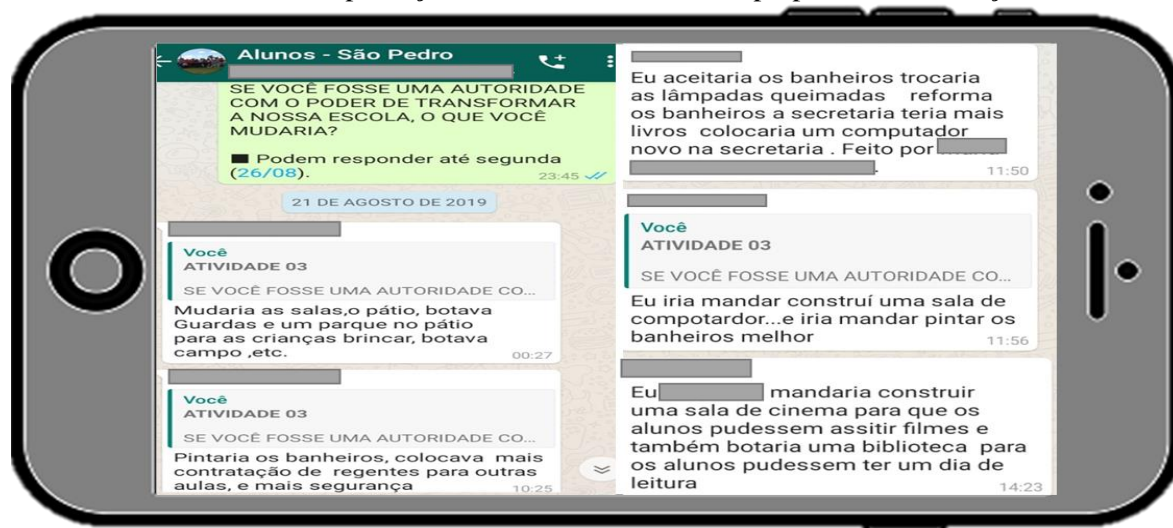 Alunos - São Pedro
SE VOCÊ FOSSE UMA AUTORIDADE
COM O PODER DE TRANSFORMAR
A NOSSA ESCOLA, O QUE VOCÊ
MUDARIA?
Podem responder até segunda
(26/08).
23:45
21 DE AGOSTO DE 2019
Você
ATIVIDADE 03
SE VOCÊ FOSSE UMA AUTORIDADE CO...
Mudaria as salas,o pátio, botava
Guardas e um parque no pátio
para as crianças brincar, botava
campo ,etc.
00:27
Você
ATIVIDADE 03
SE VOCÊ FOSSE UMA AUTORIDADE CO...
Pintaria os banheiros, colocava mais
contratação de regentes para outras
aulas, e mais segurança
10:25
Eu aceitaria os banheiros trocaria
as lâmpadas queimadas reforma
os banheiros a secretaria teria mais
livros colocaria um computador
novo na secretaria . Feito por
11:50
Você
ATIVIDADE 03
SE VOCÊ FOSSE UMA AUTORIDADE CO...
Eu iria mandar construí uma sala de
compotardor...e iria mandar pintar os
banheiros melhor
11:56
Eu mandaria construir
uma sala de cinema para que os
alunos pudessem assitir filmes e
também botaria uma biblioteca para
os alunos pudessem ter um dia de
leitura
14:23